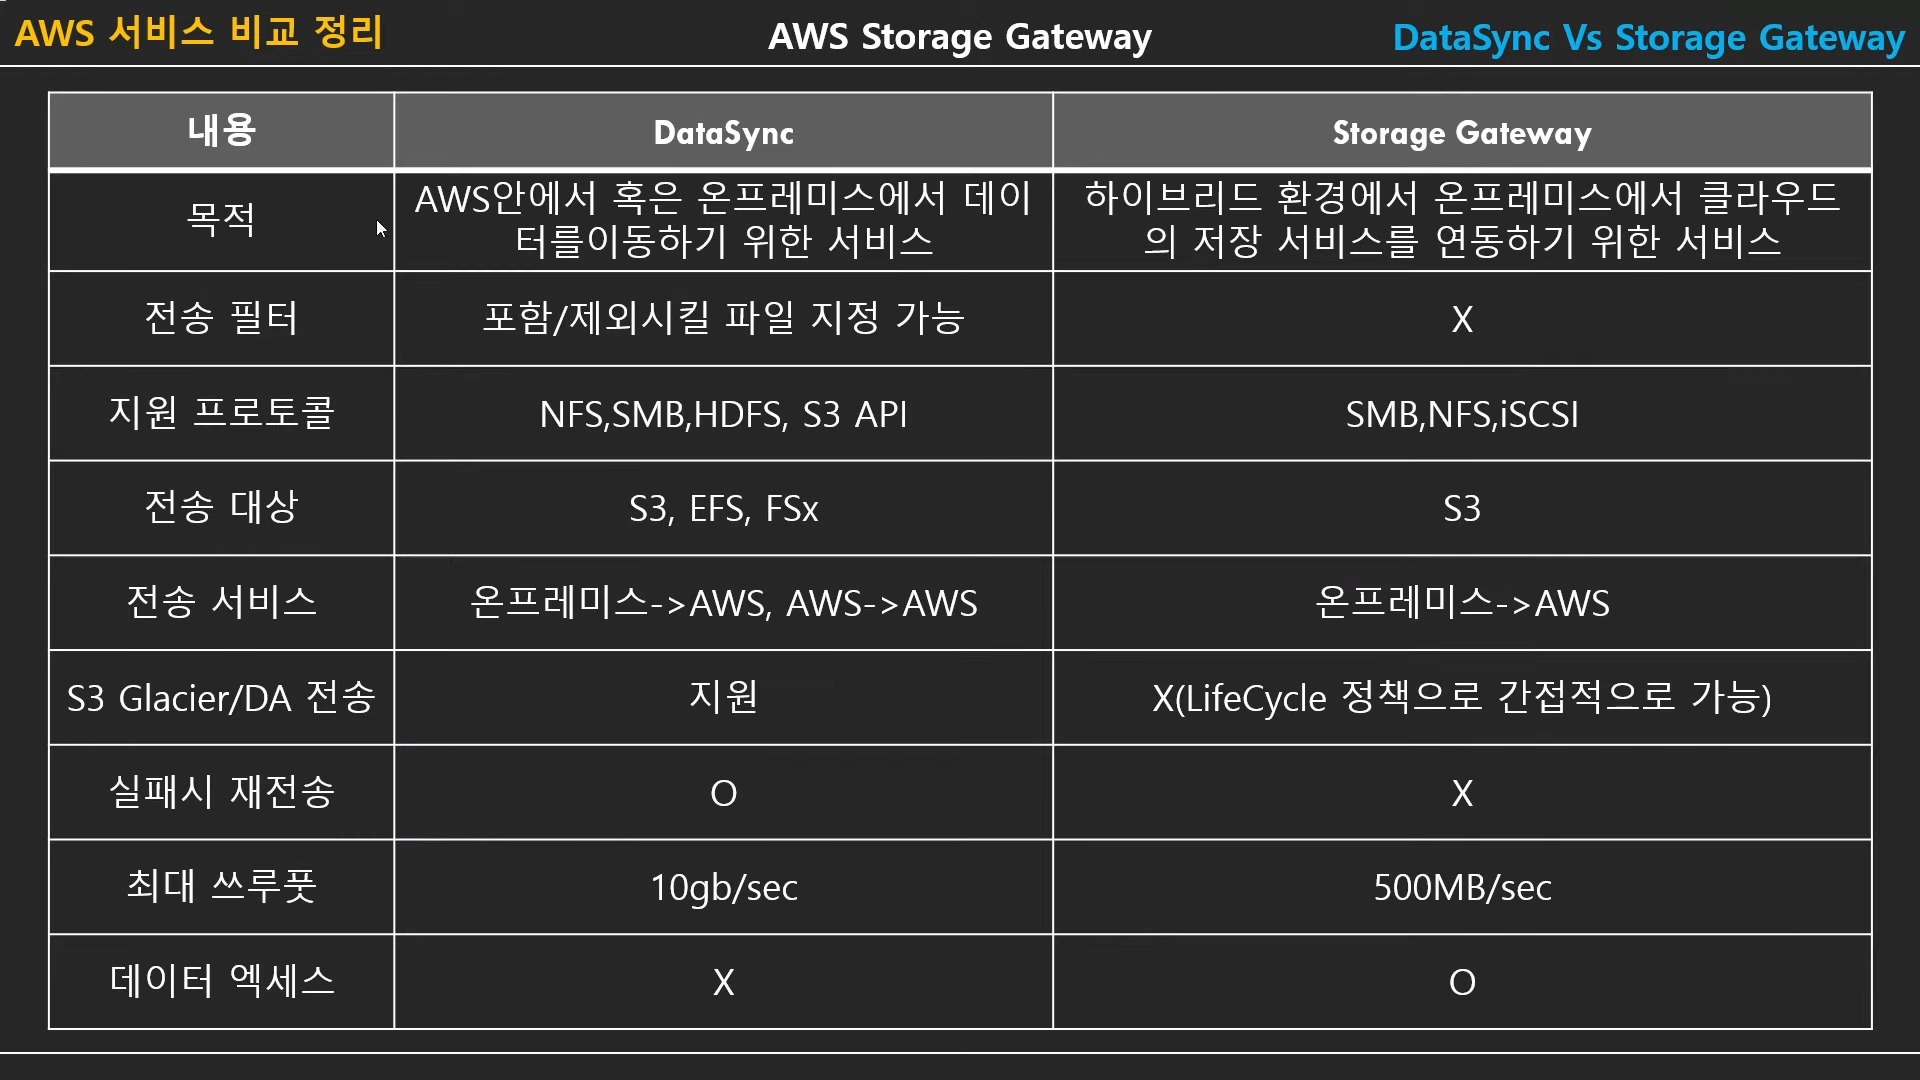 AWS 서비스 비교 정리
AWS Storage Gateway
DataSync Vs Storage Gateway
내용
DataSync
Storage Gateway
목적
AWS안에서 혹은 온프레미스에서 데이
터를이동하기 위한 서비스
하이브리드 환경에서 온프레미스에서 클라우드
의 저장 서비스를 연동하기 위한 서비스
전송 필터
포함/제외시킬 파일 지정 가능
X
지원 프로토콜
NFS,SMB,HDFS, S3 API
SMB,NFS,iSCSI
전송 대상
S3, EFS, FSx
S3
전송 서비스
온프레미스->AWS, AWS->AWS
온프레미스->AWS
S3 Glacier/DA 전송
지원
X(LifeCycle 정책으로 간접적으로 가능)
실패시 재전송
O
X
최대 쓰루풋
10gb/sec
500MB/sec
데이터 엑세스
X
O